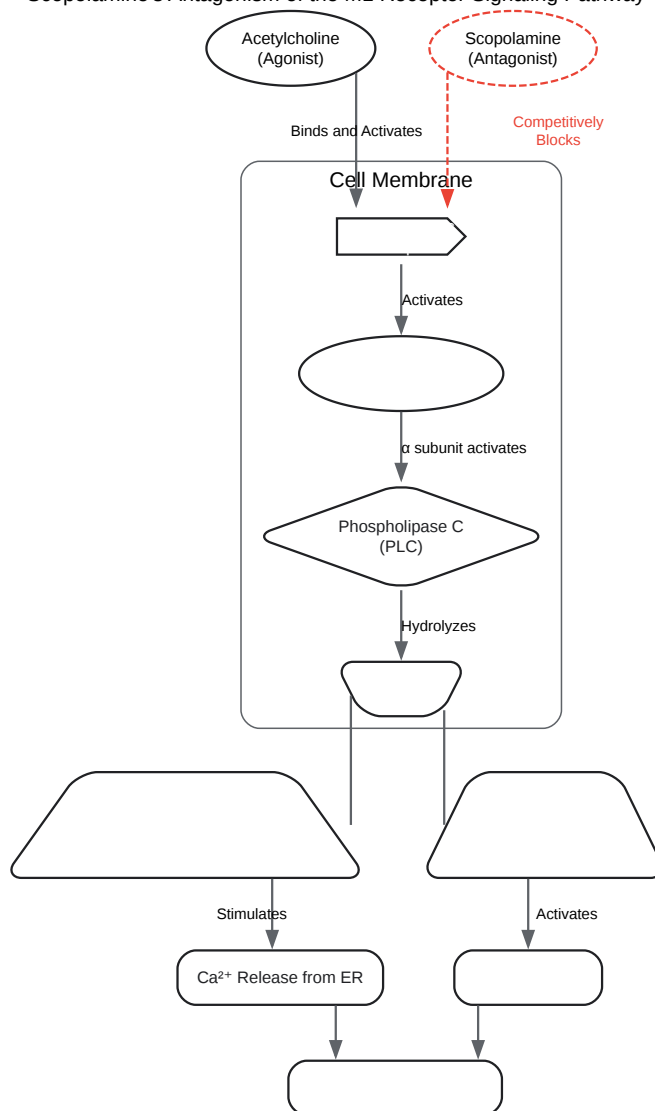 Scopolamine's Antagonism of the M1 Receptor Signaling Pathway
Acetylcholine
(Agonist)
Scopolamine
(Antagonist)
Binds and Activates
Competitively
Blocks
Cell Membrane
Activates
α subunit activates
Phospholipase C
(PLC)
Hydrolyzes
Stimulates
Activates
Ca²⁺ Release from ER